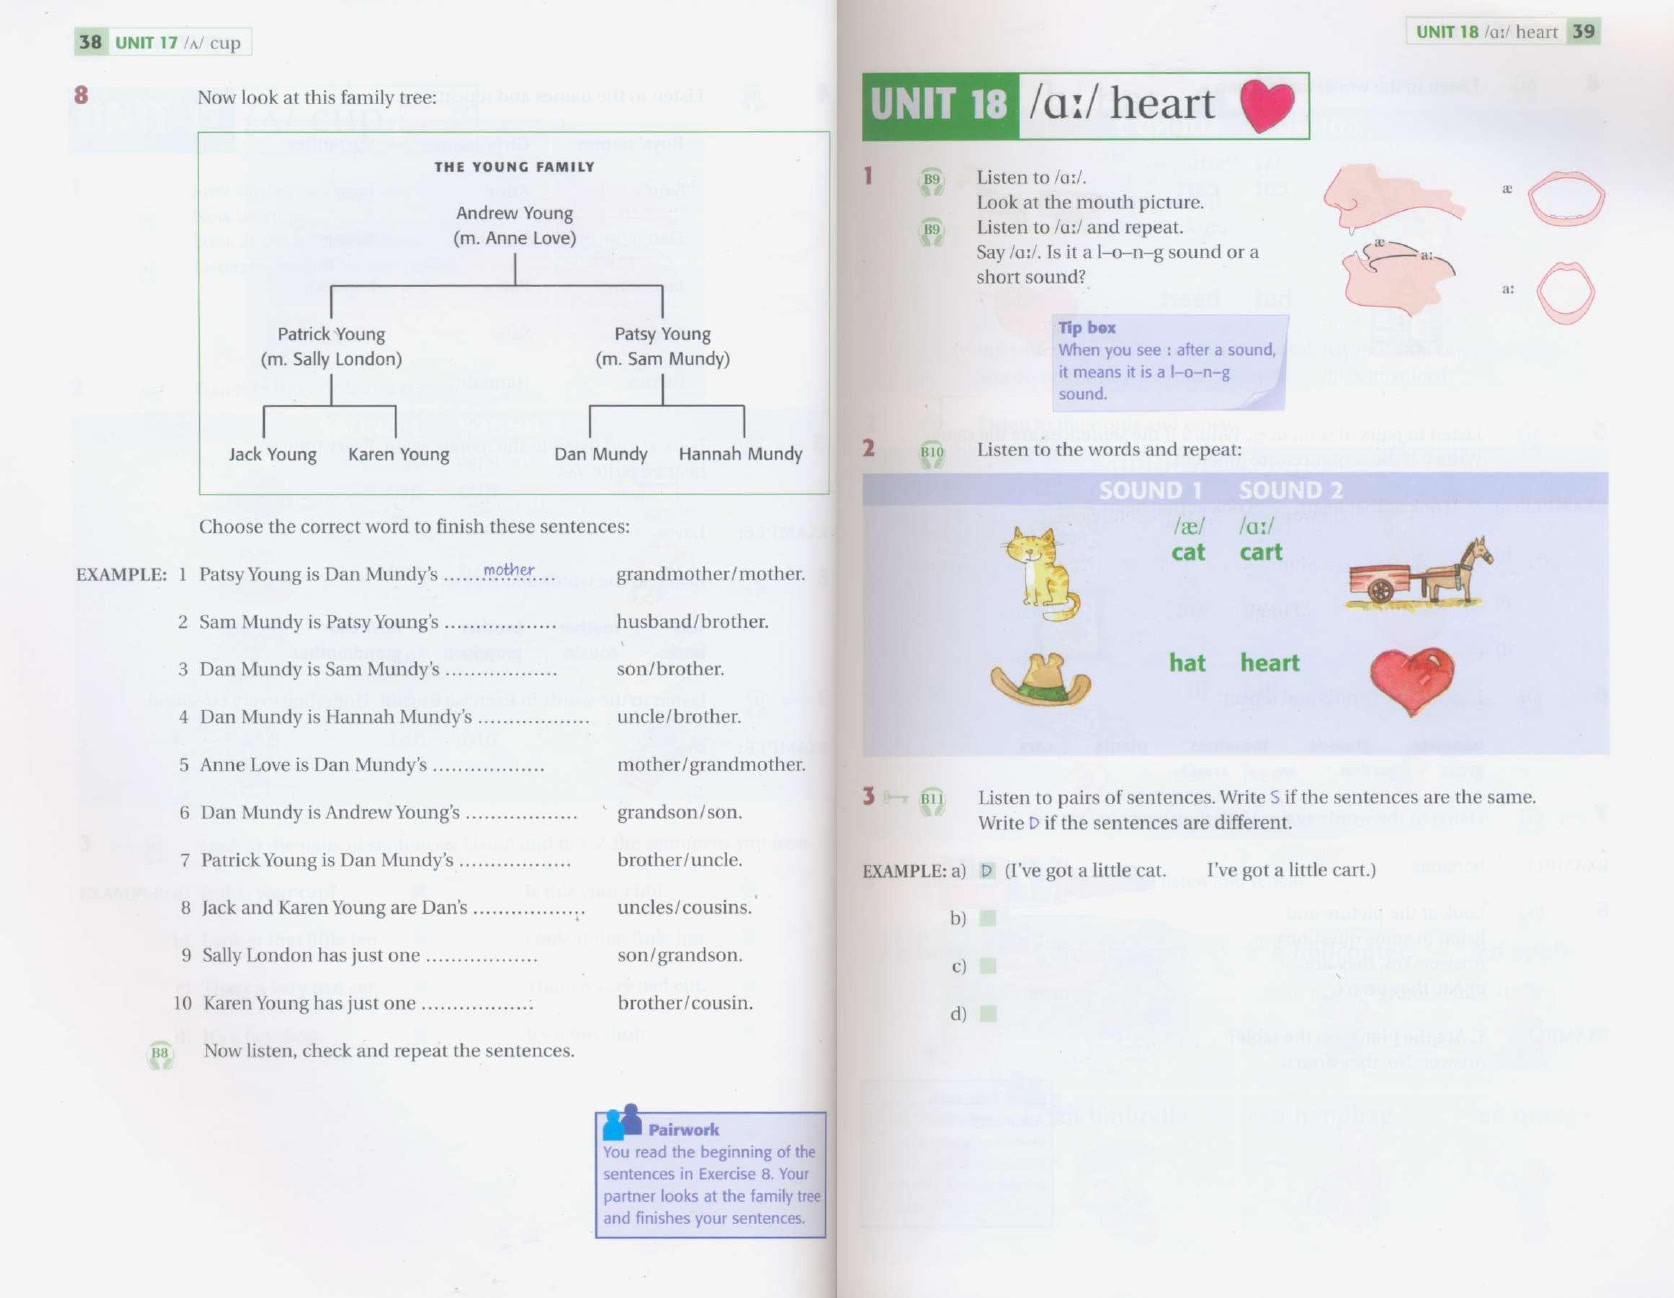 38 UNIT 17 /ʌ/ cup
8 Now look at this family tree:
THE YOUNG FAMILY
Andrew Young
(m. Anne Love)
Patrick Young Patsy Young
(m. Sally London) (m. Sam Mundy)
Jack Young Karen Young Dan Mundy Hannah Mundy
Choose the correct word to finish these sentences:
EXAMPLE: 1 Patsy Young is Dan Mundy's ......mother.... grandmother/mother.
2 Sam Mundy is Patsy Young's ................. husband/brother.
3 Dan Mundy is Sam Mundy's ................. son/brother.
4 Dan Mundy is Hannah Mundy's ................. uncle/brother.
5 Anne Love is Dan Mundy's ................. mother/grandmother.
6 Dan Mundy is Andrew Young's ................. grandson/son.
7 Patrick Young is Dan Mundy's ................. brother/uncle.
8 Jack and Karen Young are Dan's ................. uncles/cousins.
9 Sally London has just one ................. son/grandson.
10 Karen Young has just one ................. brother/cousin.
B8 Now listen, check and repeat the sentences.
Pairwork
You read the beginning of the
sentences in Exercise 8. Your
partner looks at the family tree
and finishes your sentences.
UNIT 18 /ɑː/ heart 39
UNIT 18 /ɑː/ heart
1 B9 Listen to /ɑː/.
Look at the mouth picture.
B9 Listen to /ɑː/ and repeat.
Say /ɑː/. Is it a l–o–n–g sound or a
short sound?
æ
æ
aː
aː
Tip box
When you see : after a sound,
it means it is a l–o–n–g
sound.
2 B10 Listen to the words and repeat:
SOUND 1 SOUND 2
/æ/ /ɑː/
cat cart
hat heart
3 B11 Listen to pairs of sentences. Write S if the sentences are the same.
Write D if the sentences are different.
EXAMPLE: a) D (I've got a little cat. I've got a little cart.)
b)
c)
d)